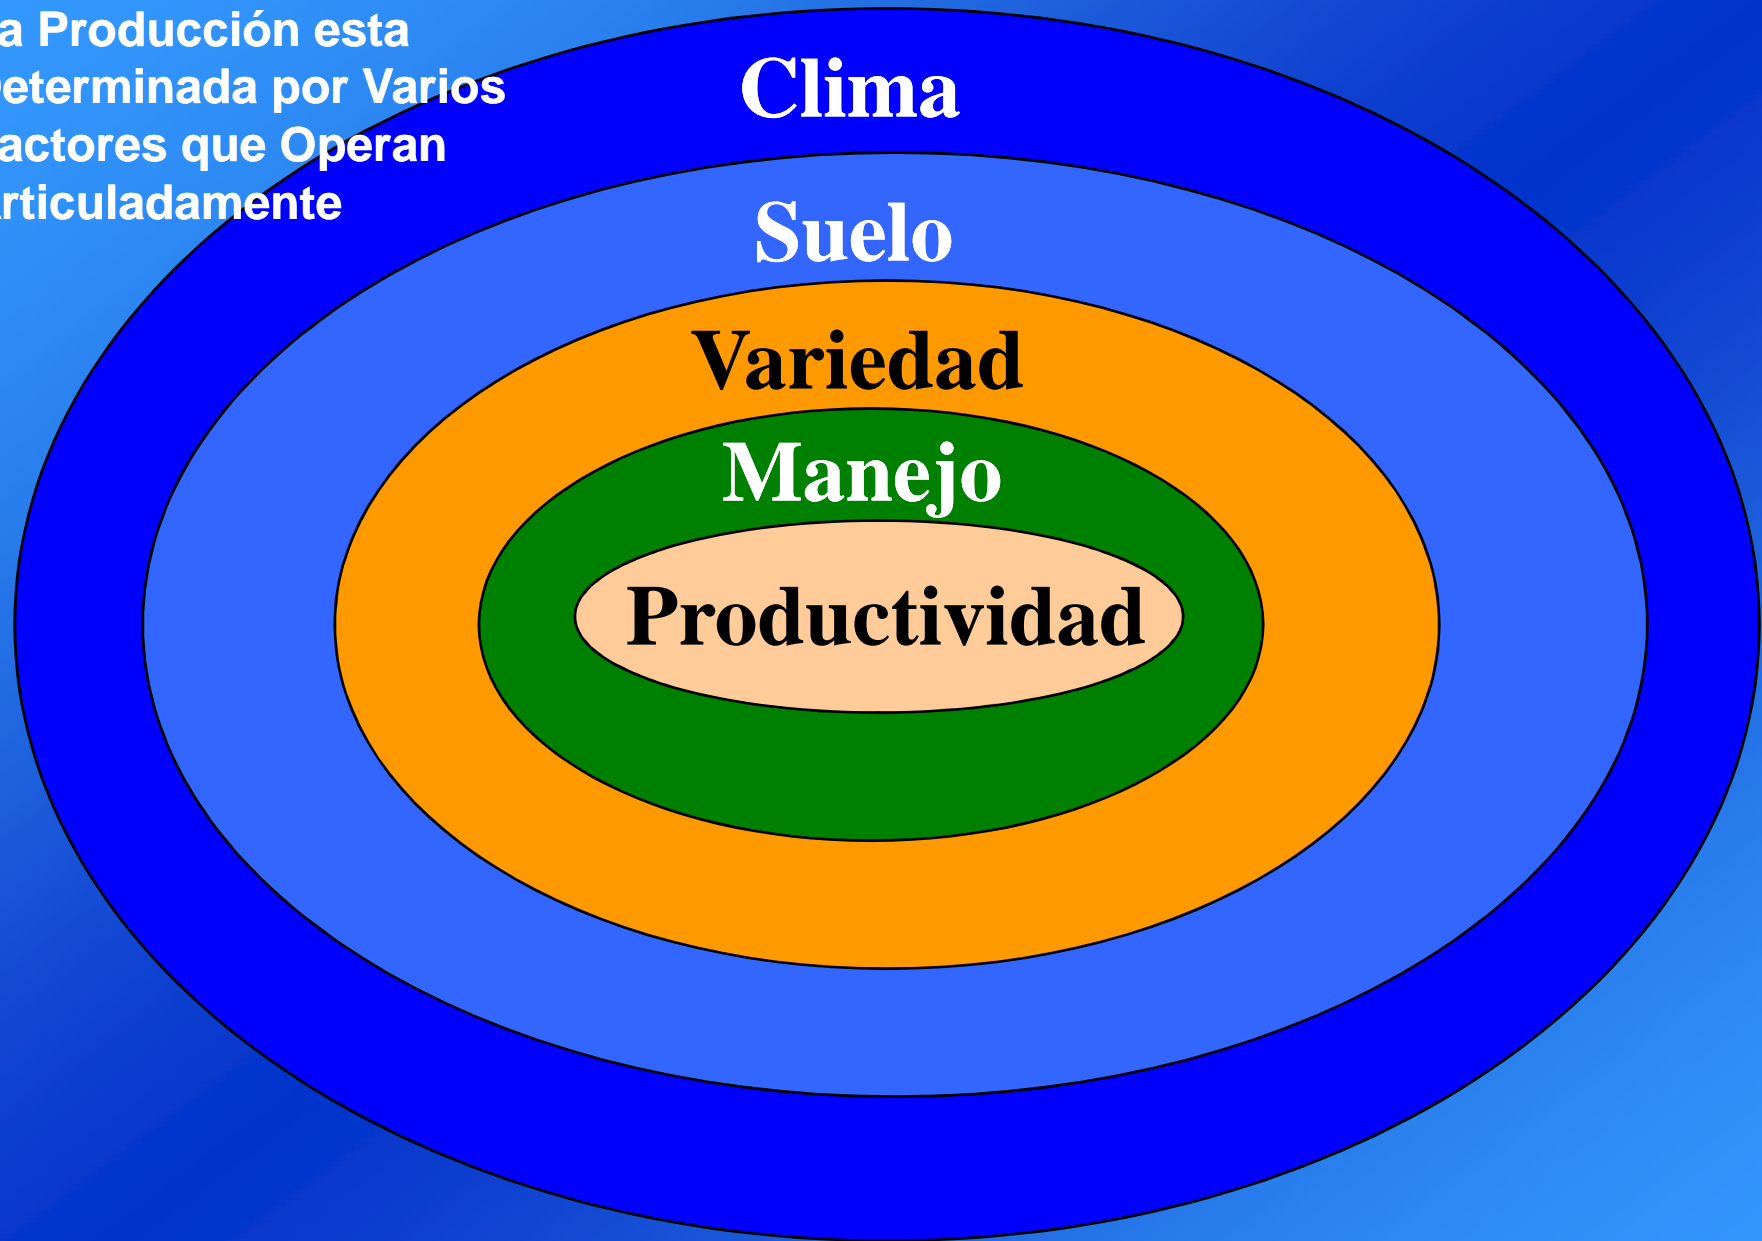 a Producción esta
eterminada por Varios
actores que Operan
rticuladamente
Clima
Suelo
Variedad
Manejo
Productividad